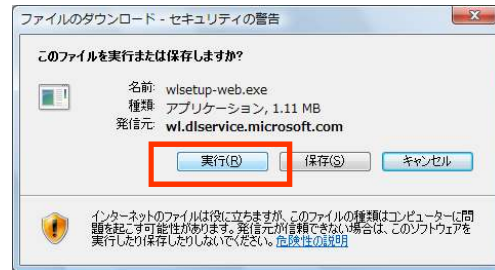 ファイルのダウンロード - セキュリティの警告
このファイルを実行または保存しますか?
名前: wlsetup-web.exe
種類: アプリケーション, 1.11 MB
発信元: wl.dlservice.microsoft.com
実行(R) 保存(S) キャンセル
インターネットのファイルは役に立ちますが、このファイルの種類はコンピューターに問
題を起こす可能性があります。発信元が信頼できない場合は、このソフトウェアを
実行したり保存したりしないでください。危険性の説明